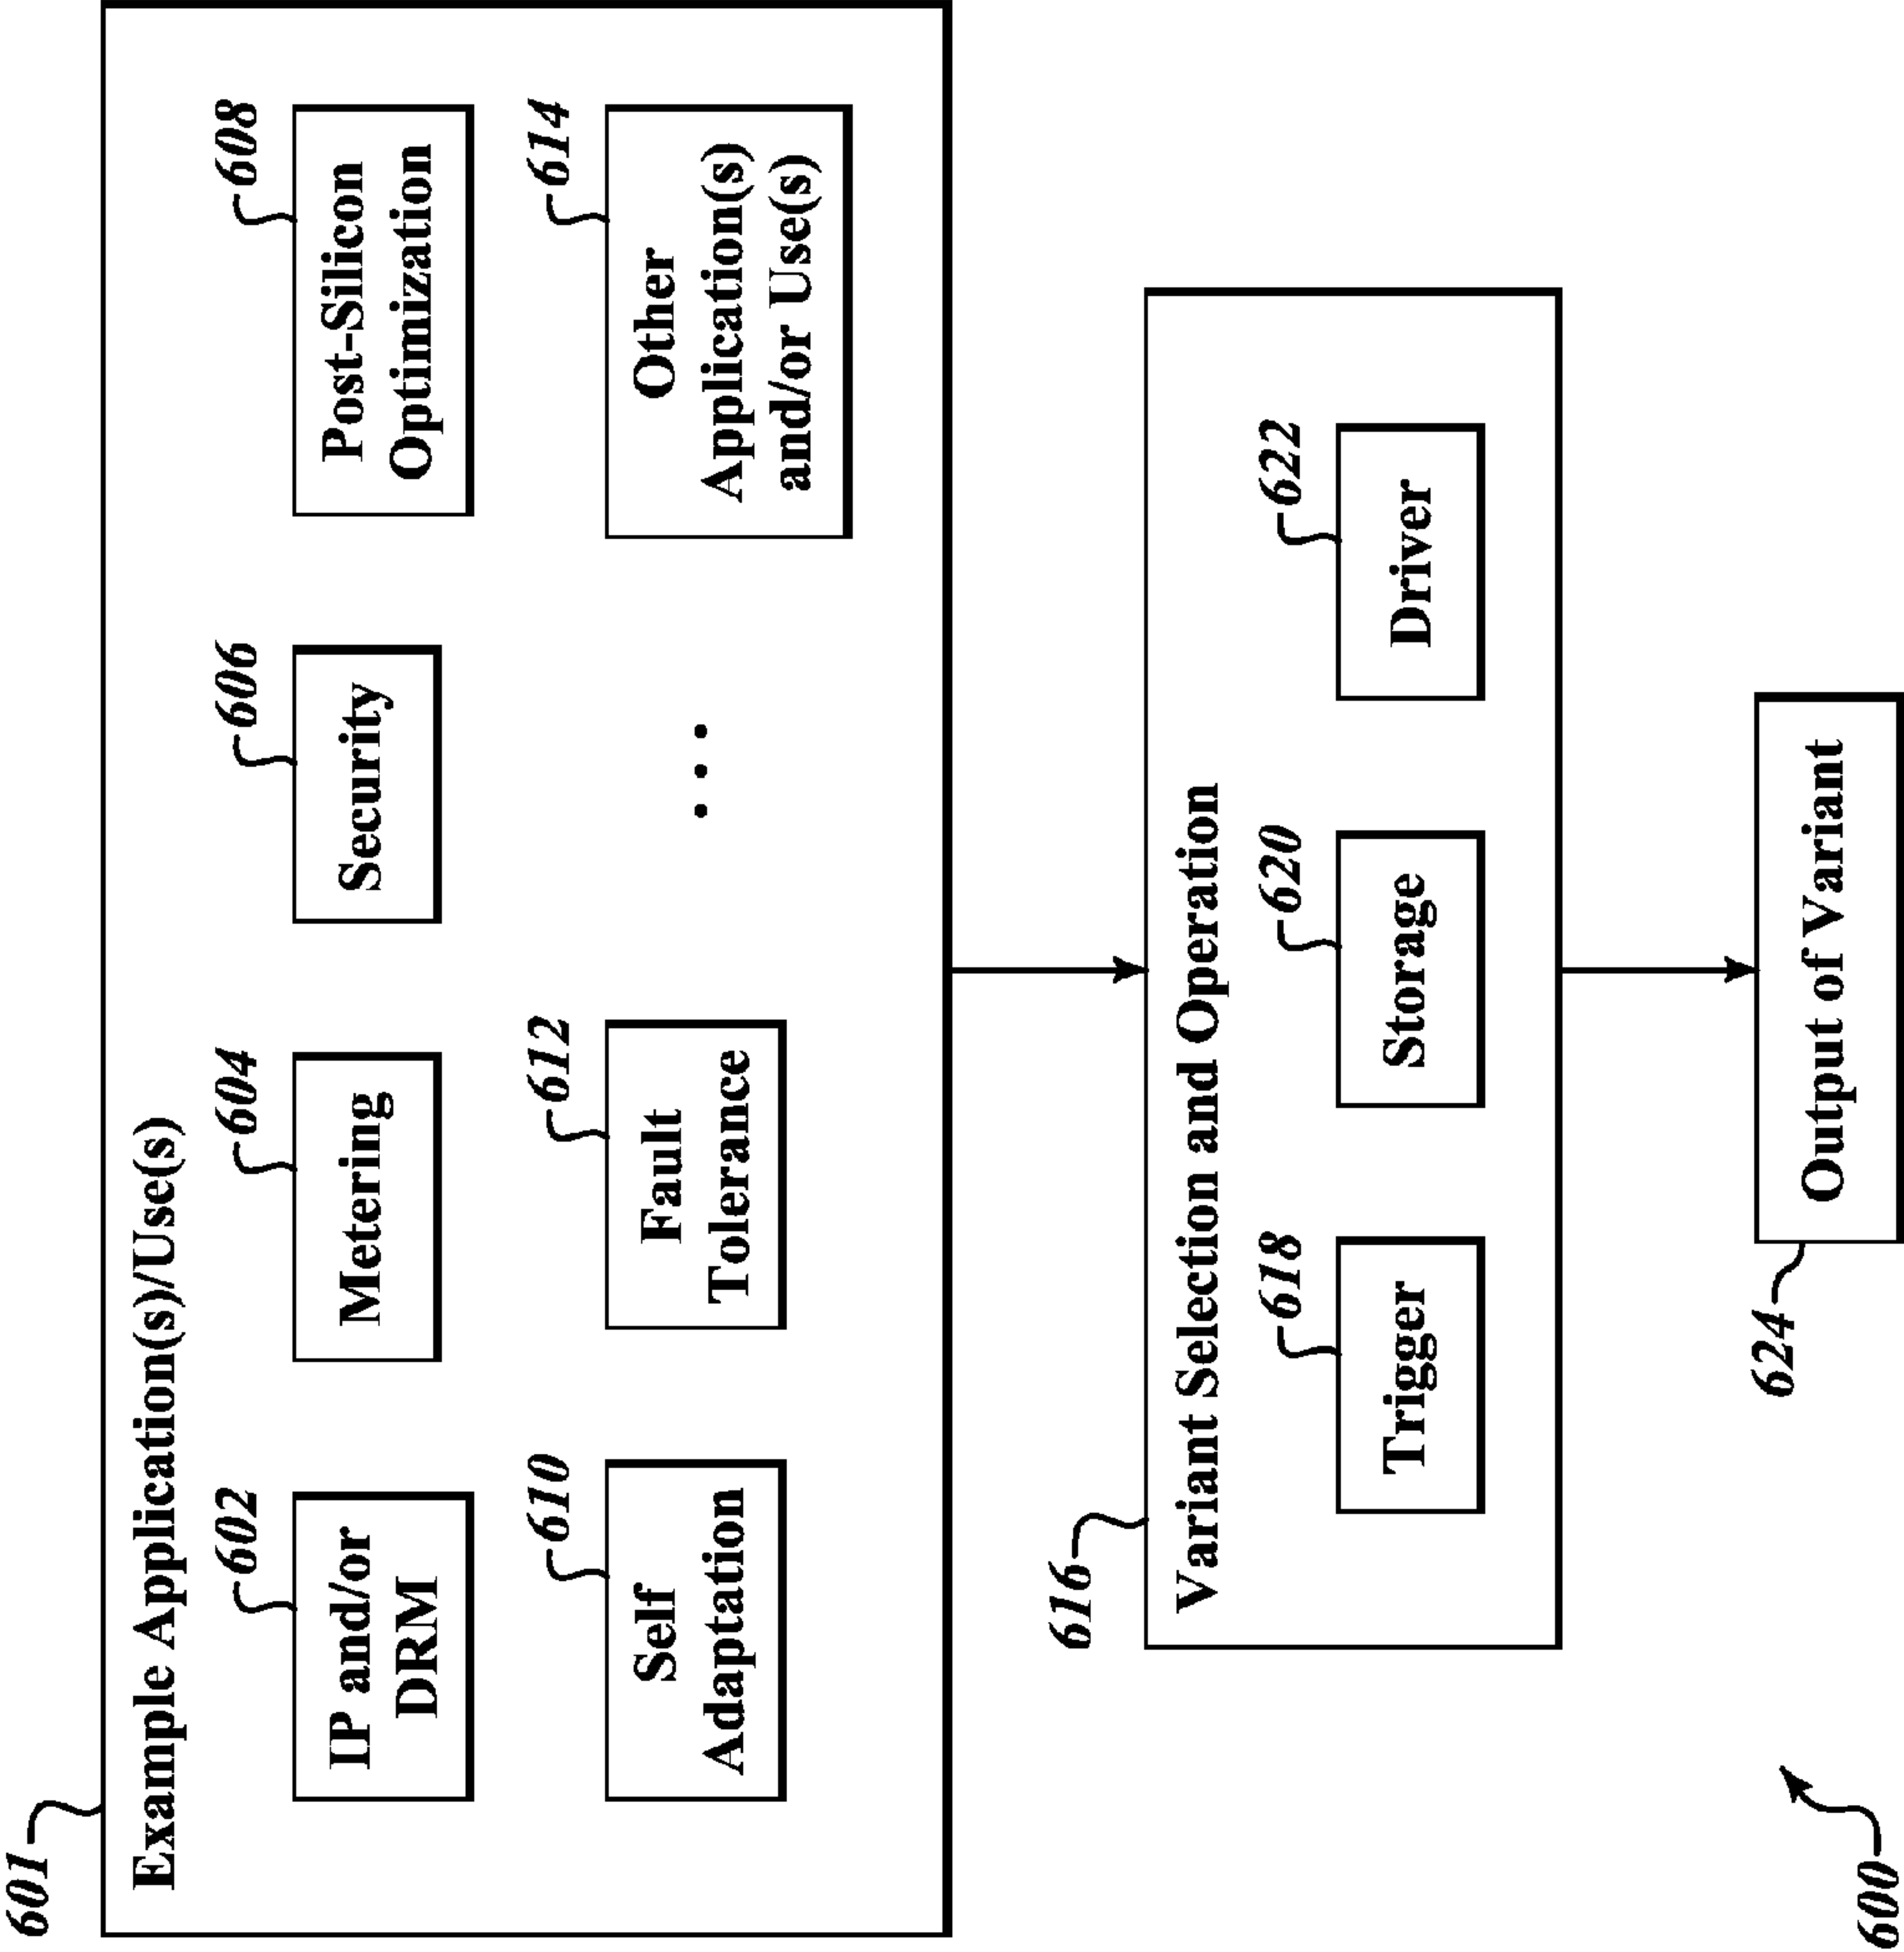 601
Example Application(s)/Use(s)
602
IP and/or
DRM
604
Metering
606
Security
608
Post-Silicon
Optimization
610
Self
Adaptation
612
Fault
Tolerance
...
614
Other
Application(s)
and/or Use(s)
616
Variant Selection and Operation
618
Trigger
620
Storage
622
Driver
624
Output of Variant
600